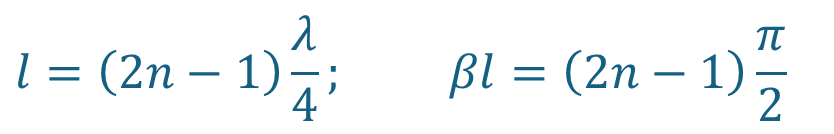 l = (2n − 1) λ/4;  βl = (2n − 1) π/2